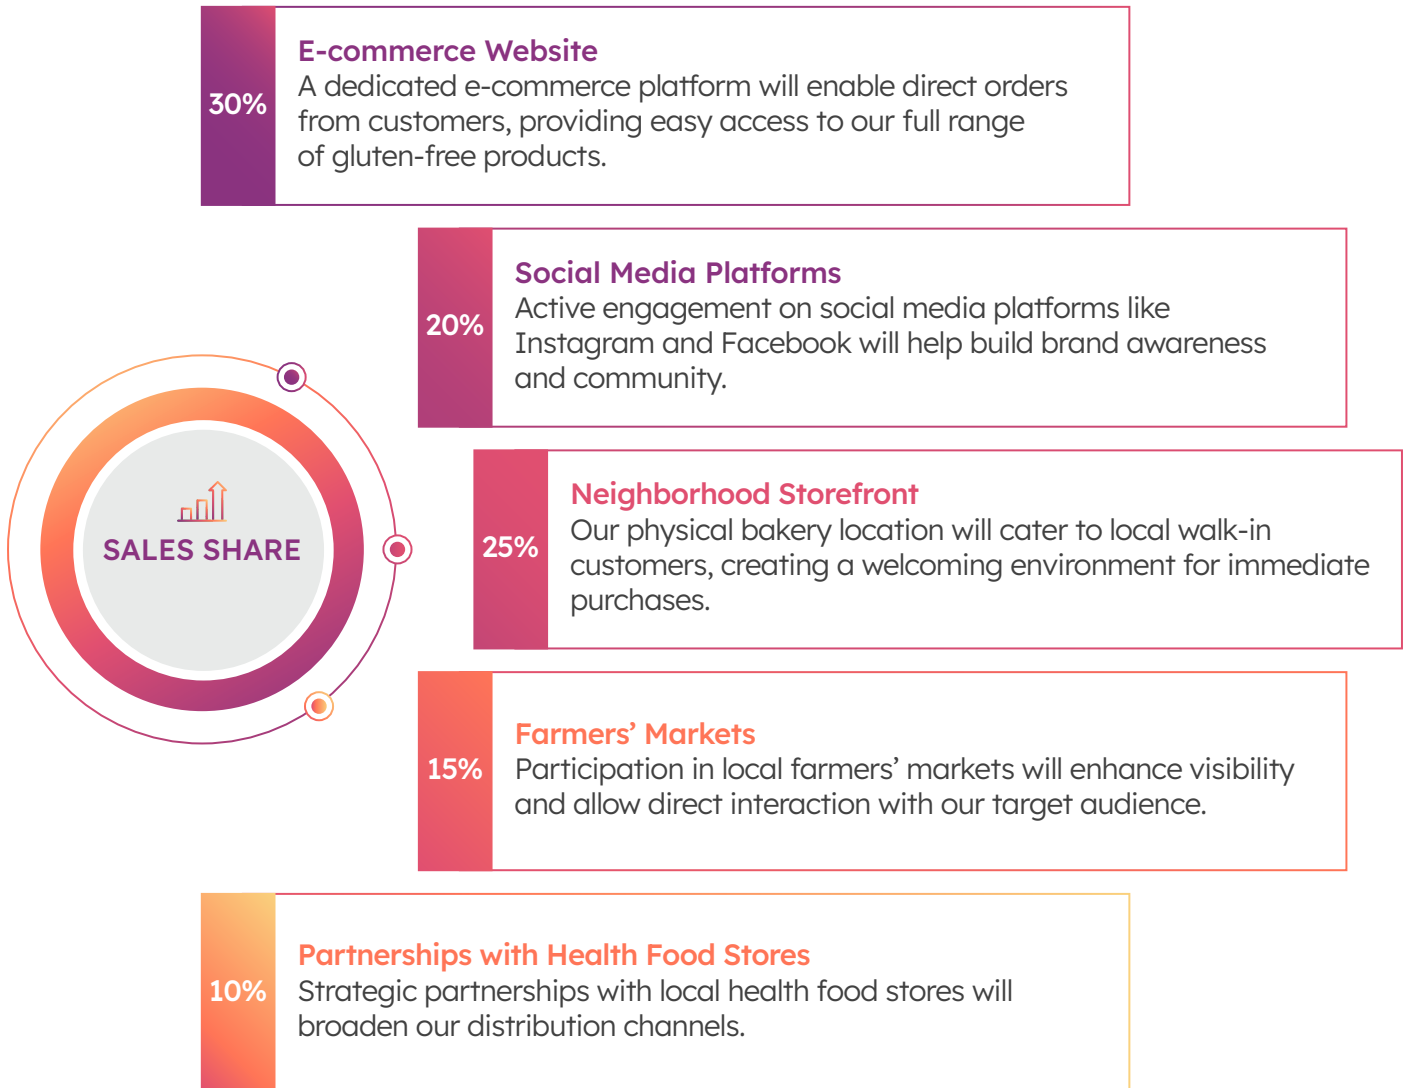 30%
E-commerce Website
A dedicated e-commerce platform will enable direct orders
from customers, providing easy access to our full range
of gluten-free products.
20%
Social Media Platforms
Active engagement on social media platforms like
Instagram and Facebook will help build brand awareness
and community.
SALES SHARE
25%
Neighborhood Storefront
Our physical bakery location will cater to local walk-in
customers, creating a welcoming environment for immediate
purchases.
15%
Farmers’ Markets
Participation in local farmers’ markets will enhance visibility
and allow direct interaction with our target audience.
10%
Partnerships with Health Food Stores
Strategic partnerships with local health food stores will
broaden our distribution channels.